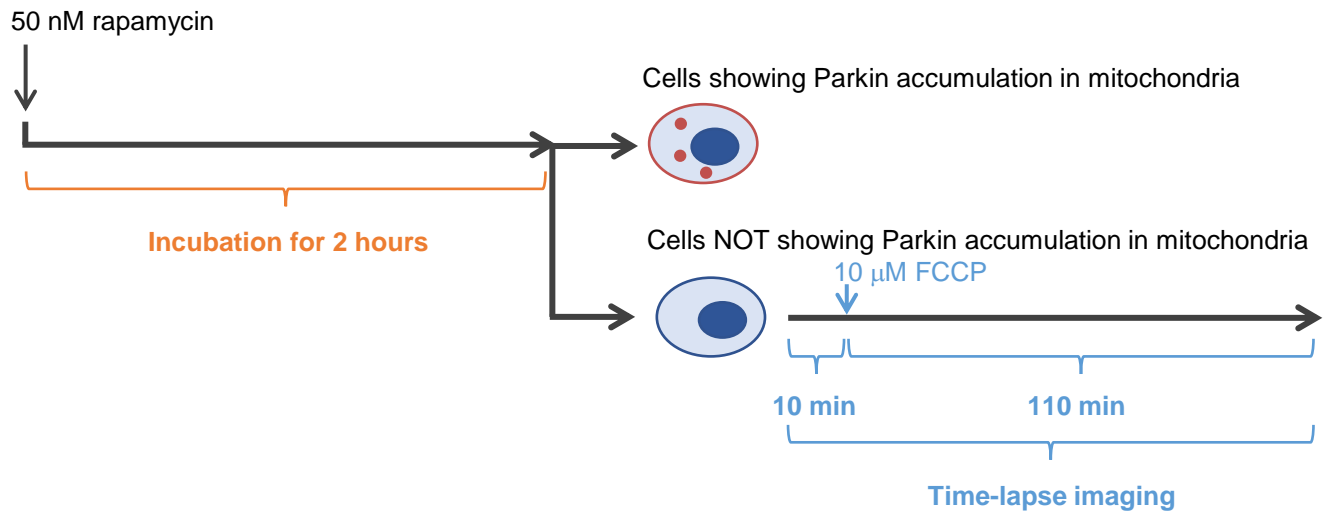 50 nM rapamycin
Cells showing Parkin accumulation in mitochondria
Incubation for 2 hours
Cells NOT showing Parkin accumulation in mitochondria
10 μM FCCP
10 min
110 min
Time-lapse imaging